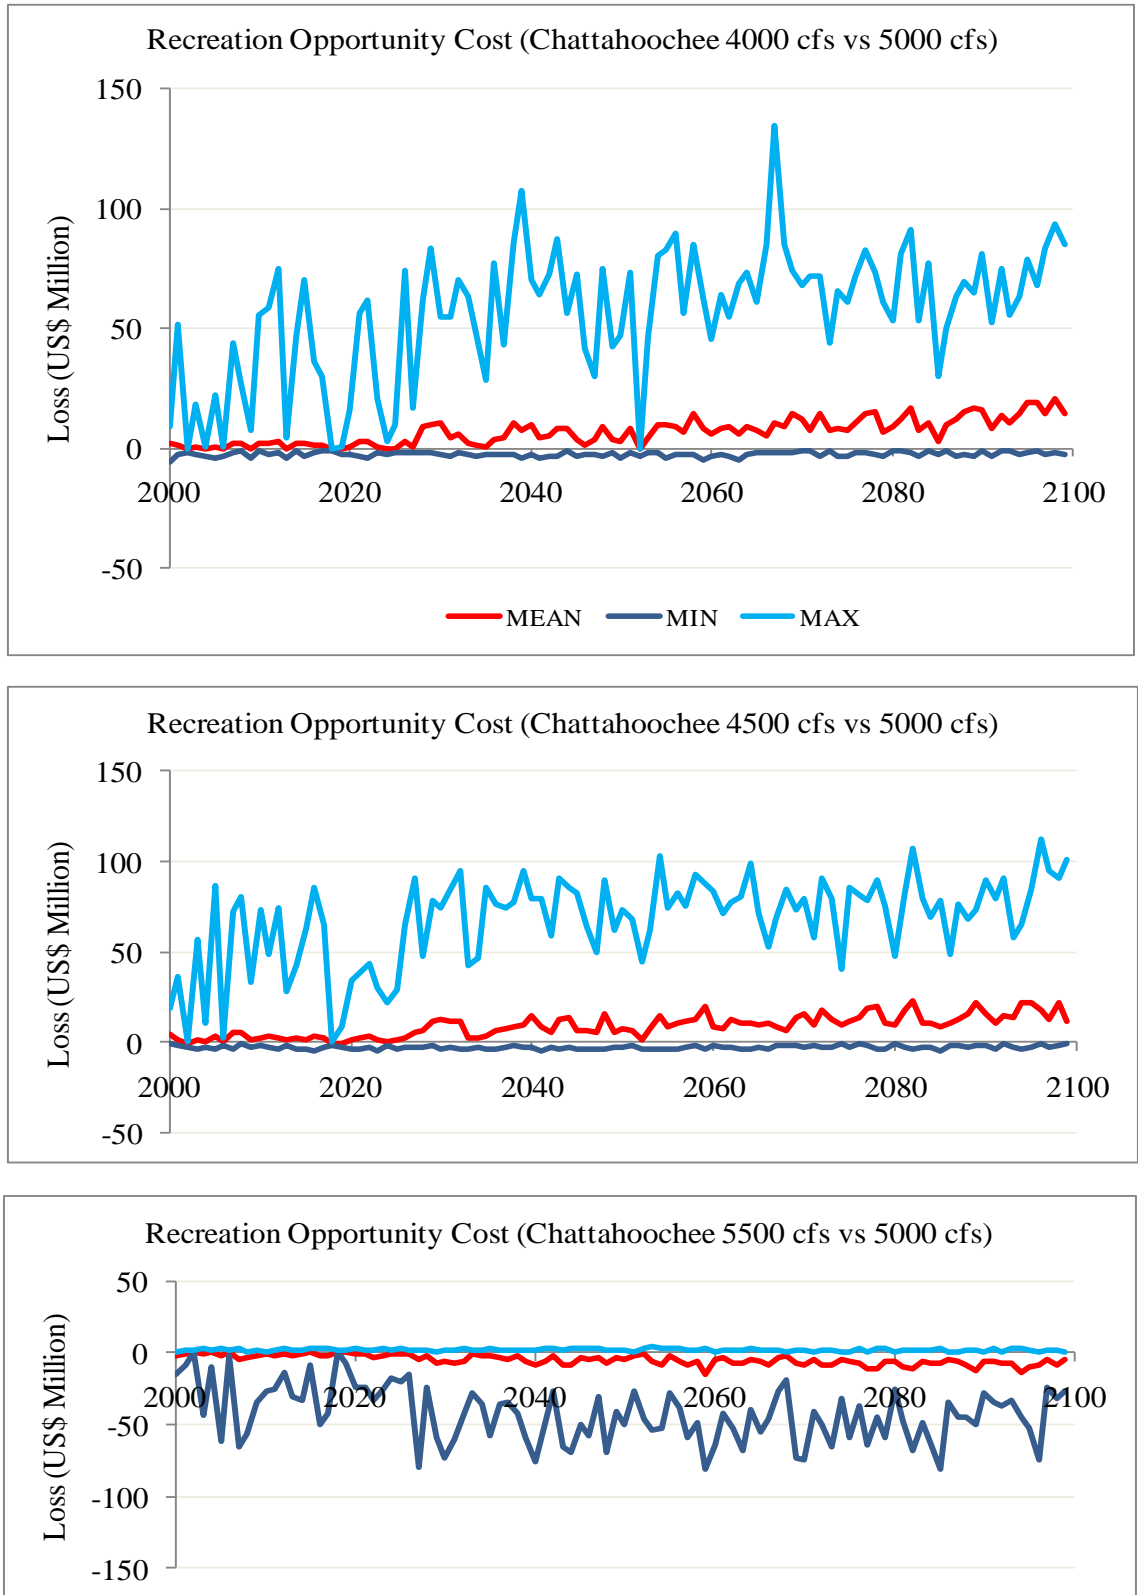 Recreation Opportunity Cost (Chattahoochee 4000 cfs vs 5000 cfs)
150
100
50
0
-50
Loss (US$ Million)
2000 2020 2040 2060 2080 2100
MEAN MIN MAX
Recreation Opportunity Cost (Chattahoochee 4500 cfs vs 5000 cfs)
150
100
50
0
-50
Loss (US$ Million)
2000 2020 2040 2060 2080 2100
Recreation Opportunity Cost (Chattahoochee 5500 cfs vs 5000 cfs)
50
0
-50
-100
-150
Loss (US$ Million)
2000 2020 2040 2060 2080 2100